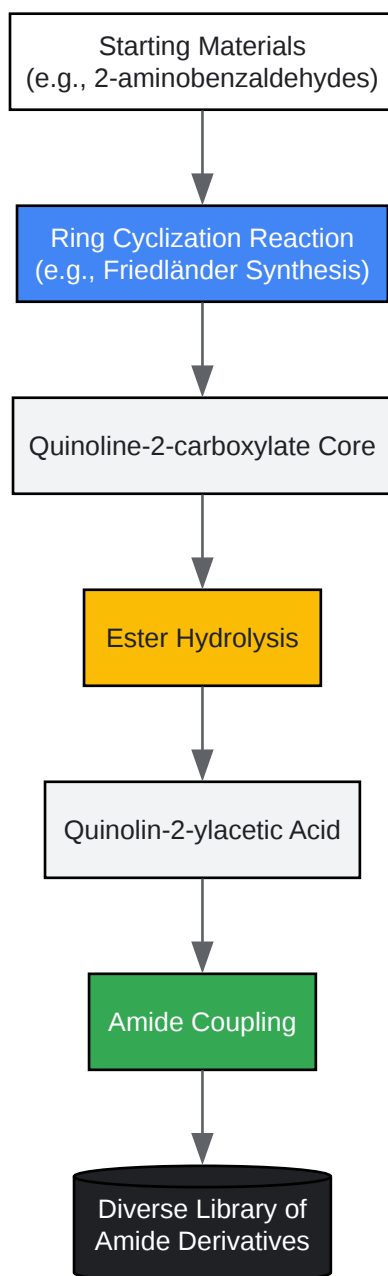 Starting Materials
(e.g., 2-aminobenzaldehydes)
Ring Cyclization Reaction
(e.g., Friedländer Synthesis)
Quinoline-2-carboxylate Core
Ester Hydrolysis
Quinolin-2-ylacetic Acid
Amide Coupling
Diverse Library of
Amide Derivatives